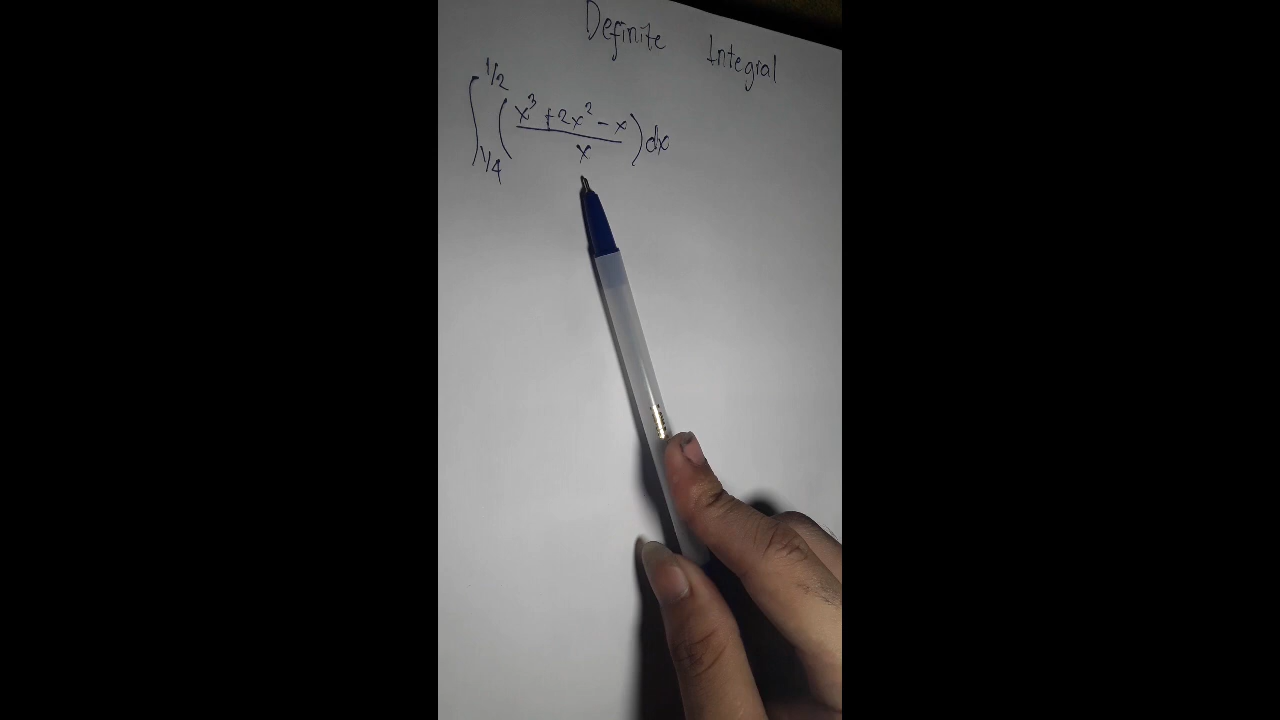 Definite Integral
∫_{1/4}^{1/2} ((x³ + 2x² − x)/x) dx